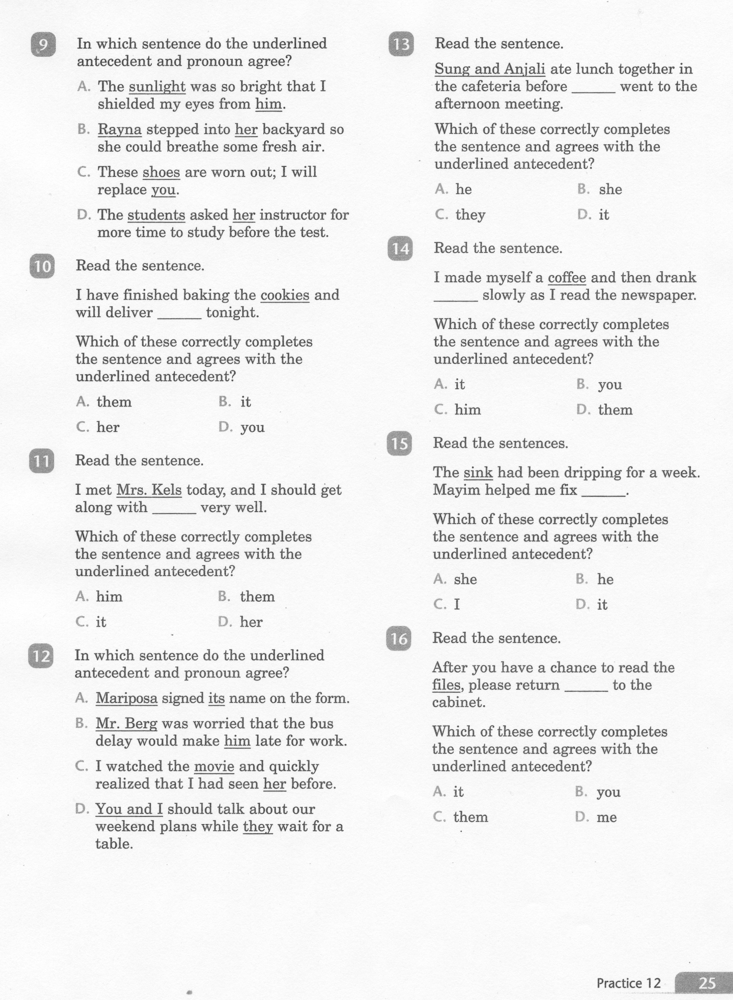 9 In which sentence do the underlined
antecedent and pronoun agree?
A. The sunlight was so bright that I
shielded my eyes from him.
B. Rayna stepped into her backyard so
she could breathe some fresh air.
C. These shoes are worn out; I will
replace you.
D. The students asked her instructor for
more time to study before the test.
10 Read the sentence.
I have finished baking the cookies and
will deliver ______ tonight.
Which of these correctly completes
the sentence and agrees with the
underlined antecedent?
A. them B. it
C. her D. you
11 Read the sentence.
I met Mrs. Kels today, and I should get
along with ______ very well.
Which of these correctly completes
the sentence and agrees with the
underlined antecedent?
A. him B. them
C. it D. her
12 In which sentence do the underlined
antecedent and pronoun agree?
A. Mariposa signed its name on the form.
B. Mr. Berg was worried that the bus
delay would make him late for work.
C. I watched the movie and quickly
realized that I had seen her before.
D. You and I should talk about our
weekend plans while they wait for a
table.
13 Read the sentence.
Sung and Anjali ate lunch together in
the cafeteria before ______ went to the
afternoon meeting.
Which of these correctly completes
the sentence and agrees with the
underlined antecedent?
A. he B. she
C. they D. it
14 Read the sentence.
I made myself a coffee and then drank
______ slowly as I read the newspaper.
Which of these correctly completes
the sentence and agrees with the
underlined antecedent?
A. it B. you
C. him D. them
15 Read the sentences.
The sink had been dripping for a week.
Mayim helped me fix ______.
Which of these correctly completes
the sentence and agrees with the
underlined antecedent?
A. she B. he
C. I D. it
16 Read the sentence.
After you have a chance to read the
files, please return ______ to the
cabinet.
Which of these correctly completes
the sentence and agrees with the
underlined antecedent?
A. it B. you
C. them D. me
Practice 12 25